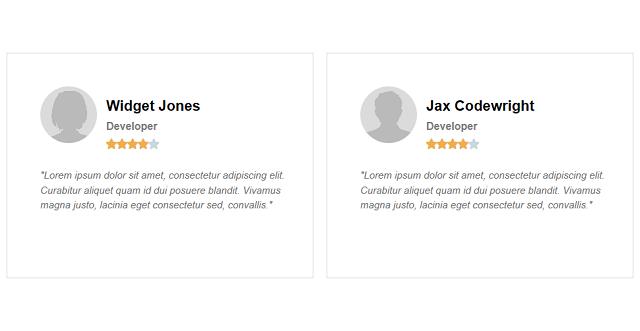 Widget Jones
Developer
"Lorem ipsum dolor sit amet, consectetur adipiscing elit.
Curabitur aliquet quam id dui posuere blandit. Vivamus
magna justo, lacinia eget consectetur sed, convallis."
Jax Codewright
Developer
"Lorem ipsum dolor sit amet, consectetur adipiscing elit.
Curabitur aliquet quam id dui posuere blandit. Vivamus
magna justo, lacinia eget consectetur sed, convallis."